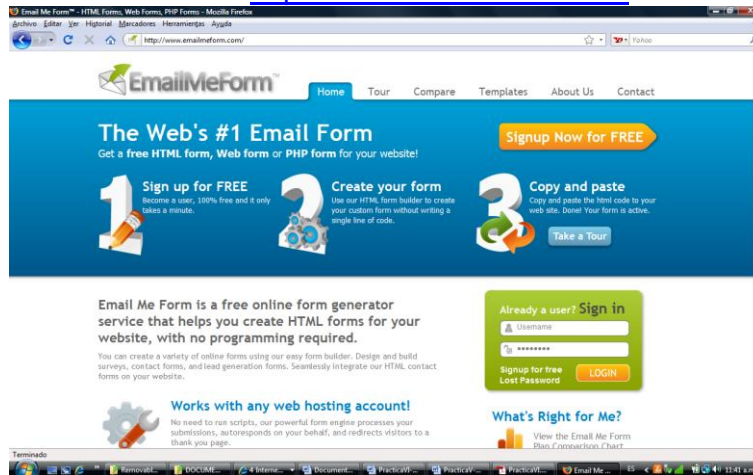 Email Me Form™ - HTML Forms, Web Forms, PHP Forms - Mozilla Firefox
Archivo Editar Ver Historial Marcadores Herramientas Ayuda
http://www.emailmeform.com/
Yahoo
EmailMeForm™
Home Tour Compare Templates About Us Contact
The Web's #1 Email Form
Get a free HTML form, Web form or PHP form for your website!
Signup Now for FREE
1
Sign up for FREE
Become a user, 100% free and it only
takes a minute.
2
Create your form
Use our HTML form builder to create
your custom form without writing a
single line of code.
3
Copy and paste
Copy and paste the html code to your
web site. Done! Your form is active.
Take a Tour
Email Me Form is a free online form generator
service that helps you create HTML forms for your
website, with no programming required.
You can create a variety of online forms using our easy form builder. Design and build
surveys, contact forms, and lead generation forms. Seamlessly integrate our HTML contact
forms on your website.
Already a user? Sign in
Username
••••••••
Signup for free
Lost Password
LOGIN
Works with any web hosting account!
No need to run scripts, our powerful form engine processes your
submissions, autoresponds on your behalf, and redirects visitors to a
thank you page.
What's Right for Me?
View the Email Me Form
Plan Comparison Chart
Terminado
Removabl... DOCUME... 4 Interne... Document... PracticaVI-... PracticaV-... PracticaVI... Email Me ... ES 11:41 a.m.